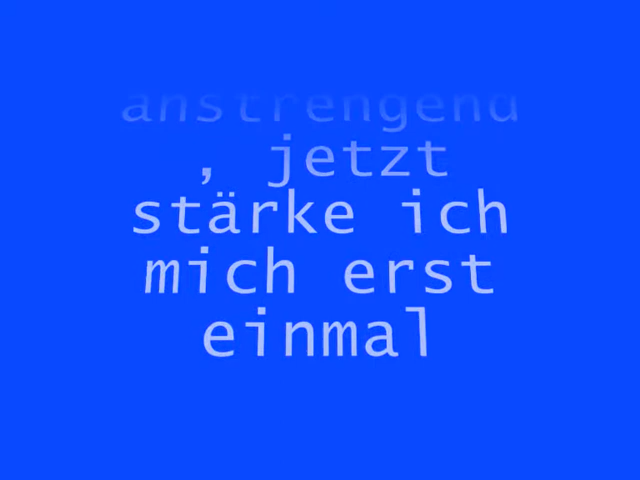 anstrengend
, jetzt
stärke ich
mich erst
einmal